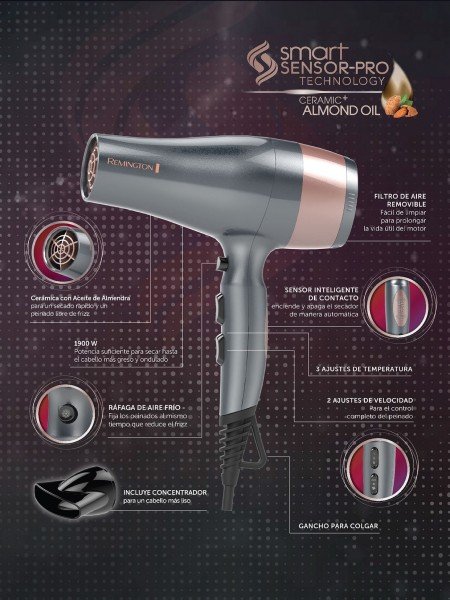 smart
SENSOR-PRO
TECHNOLOGY
CERAMIC+
ALMOND OIL
REMINGTON
FILTRO DE AIRE
REMOVIBLE
Fácil de limpiar
para prolongar
la vida útil del motor
Cerámica con Aceite de Almendra
para un secado rápido y un
peinado libre de frizz
SENSOR INTELIGENTE
DE CONTACTO
enciende y apaga el secador
de manera automática
1900 W
Potencia suficiente para secar hasta
el cabello más greso y ondulado
3 AJUSTES DE TEMPERATURA
2 AJUSTES DE VELOCIDAD
Para el control
completo del peinado
RÁFAGA DE AIRE FRÍO -
Fija los peinados al mismo
tiempo que reduce el frizz
INCLUYE CONCENTRADOR
para un cabello más liso
GANCHO PARA COLGAR